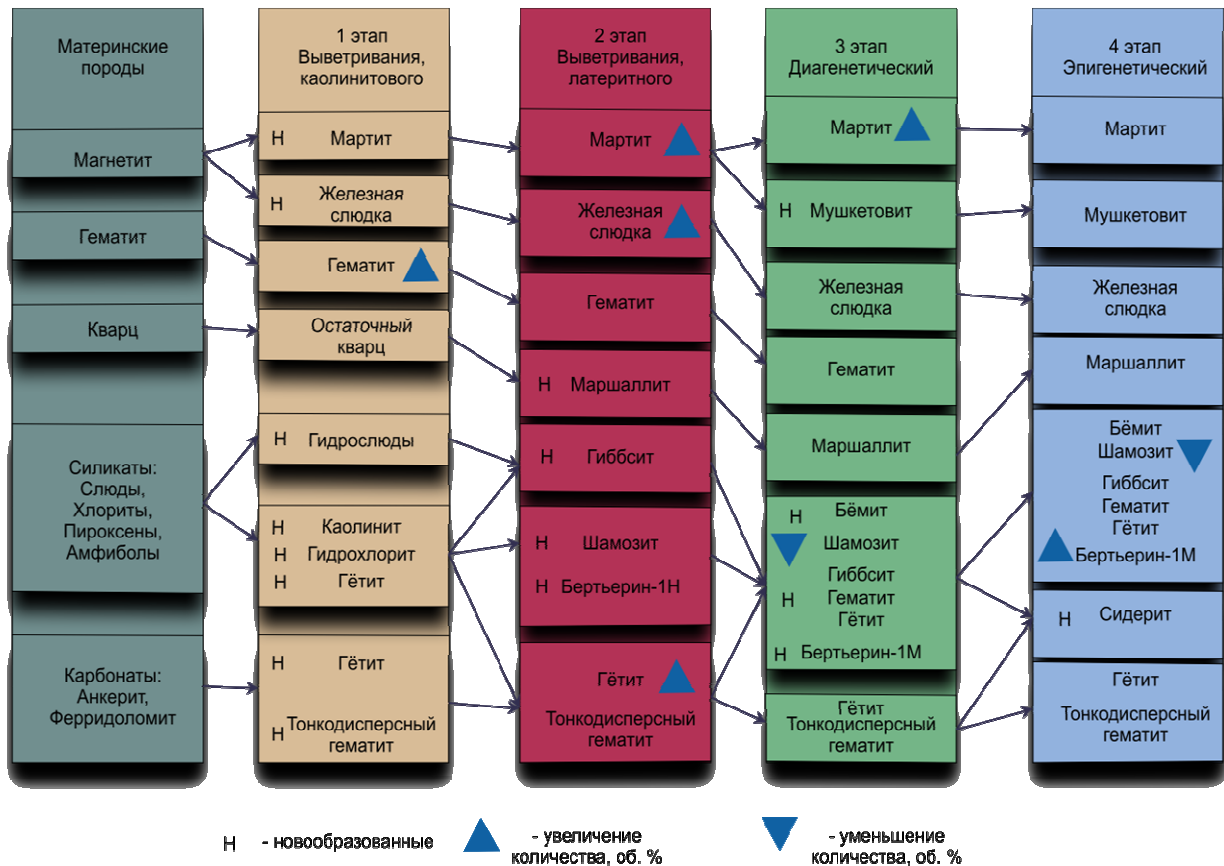 Материнские
породы
Магнетит
Гематит
Кварц
Силикаты:
Слюды,
Хлориты,
Пироксены,
Амфиболы
Карбонаты:
Анкерит,
Ферридоломит
1 этап
Выветривания,
каолинитового
Н Мартит
Н Железная
слюдка
Гематит
Остаточный
кварц
Н Гидрослюды
Н Каолинит
Н Гидрохлорит
Н Гётит
Н Гётит
Н Тонкодисперсный
гематит
2 этап
Выветривания,
латеритного
Мартит
Железная
слюдка
Гематит
Н Маршаллит
Н Гиббсит
Н Шамозит
Н Бертьерин-1Н
Гётит
Тонкодисперсный
гематит
3 этап
Диагенетический
Мартит
Н Мушкетовит
Железная
слюдка
Гематит
Маршаллит
Н Бёмит
Шамозит
Гиббсит
Н Гематит
Гётит
Н Бертьерин-1М
Гётит
Тонкодисперсный
гематит
4 этап
Эпигенетический
Мартит
Мушкетовит
Железная
слюдка
Маршаллит
Бёмит
Шамозит
Гиббсит
Гематит
Гётит
Бертьерин-1М
Н Сидерит
Гётит
Тонкодисперсный
гематит
Н - новообразованные
- увеличение
количества, об. %
- уменьшение
количества, об. %